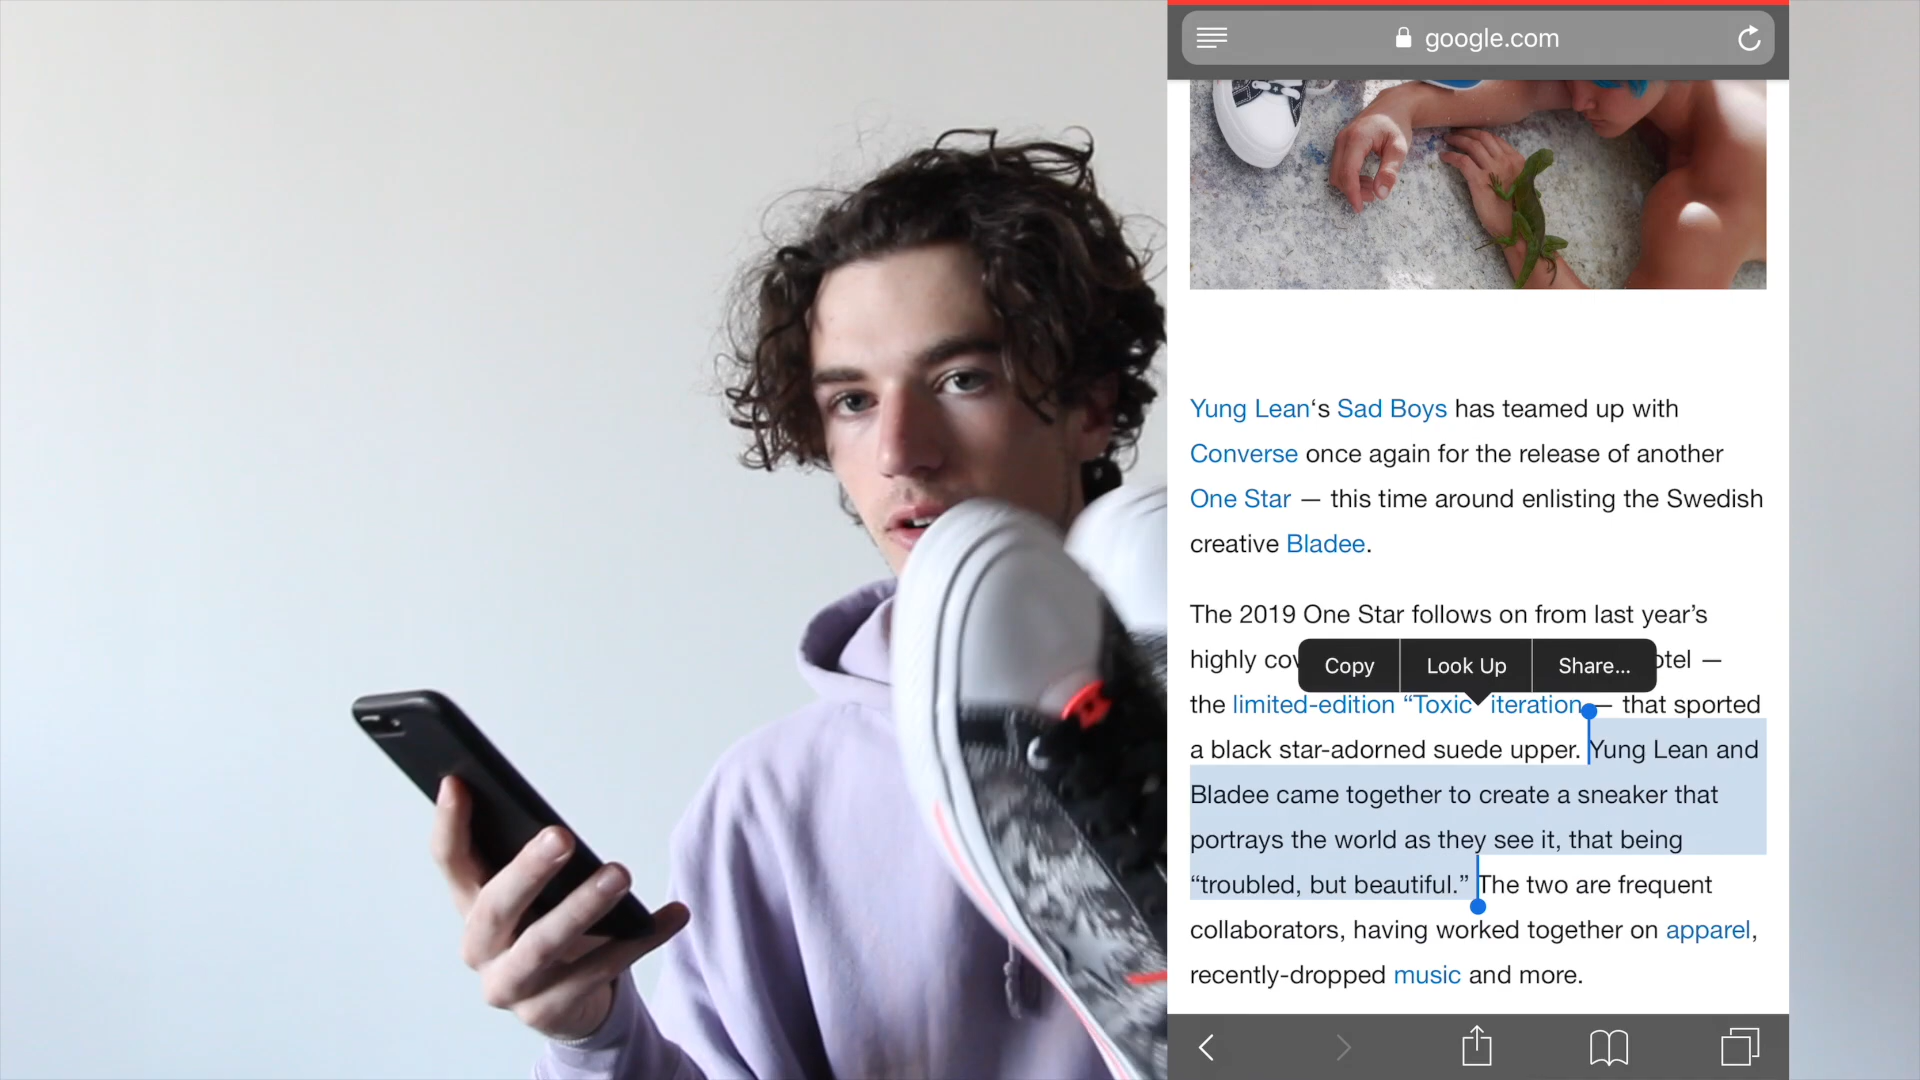 google.com
Yung Lean‘s Sad Boys has teamed up with
Converse once again for the release of another
One Star — this time around enlisting the Swedish
creative Bladee.
The 2019 One Star follows on from last year’s
highly otel —
Copy Look Up Share...
the limited-edition “Toxic iteration — that sported
a black star-adorned suede upper. Yung Lean and
Bladee came together to create a sneaker that
portrays the world as they see it, that being
“troubled, but beautiful.” The two are frequent
collaborators, having worked together on apparel,
recently-dropped music and more.